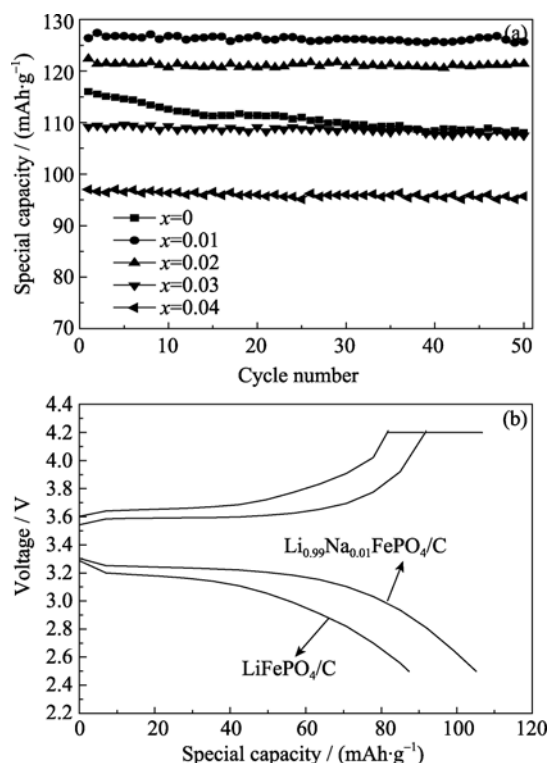 (a)
130
120
110
100
90
80
70
Special capacity / (mAh·g⁻¹)
x=0
x=0.01
x=0.02
x=0.03
x=0.04
0 10 20 30 40 50
Cycle number
(b)
4.4
4.2
4.0
3.8
3.6
3.4
3.2
3.0
2.8
2.6
2.4
2.2
Voltage / V
Li₀.₉₉Na₀.₀₁FePO₄/C
LiFePO₄/C
0 20 40 60 80 100 120
Special capacity / (mAh·g⁻¹)